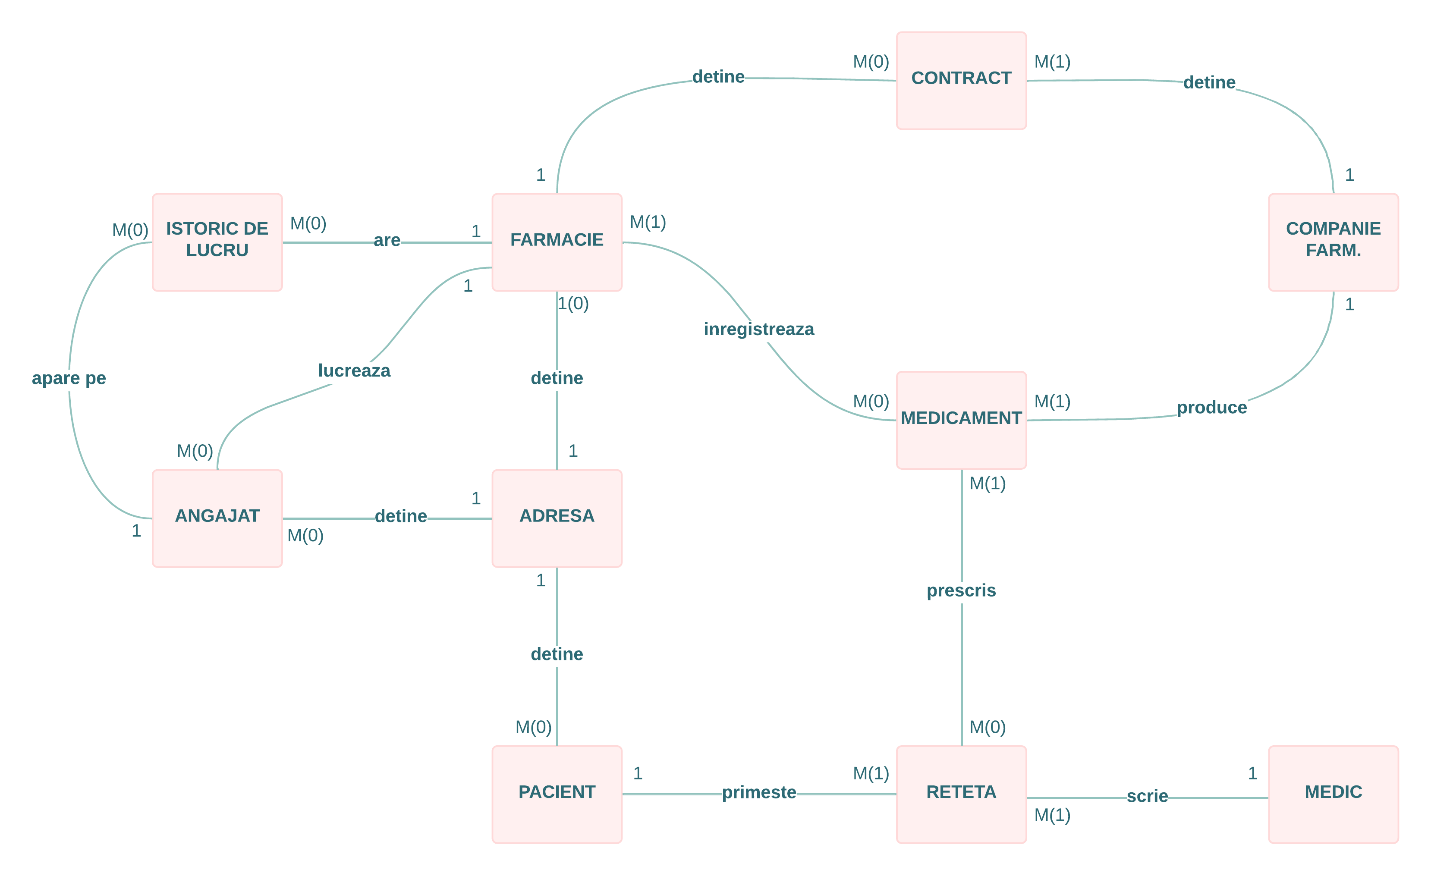 M(0)
CONTRACT
M(1)
detine
detine
1
1
M(0)
ISTORIC DE
LUCRU
M(0)
are
1
FARMACIE
M(1)
COMPANIE
FARM.
1
1(0)
1
inregistreaza
lucreaza
apare pe
detine
M(0)
MEDICAMENT
M(1)
produce
M(0)
1
M(1)
1
ANGAJAT
M(0)
detine
1
ADRESA
1
prescris
detine
M(0)
M(0)
PACIENT
1
primeste
M(1)
RETETA
M(1)
scrie
1
MEDIC